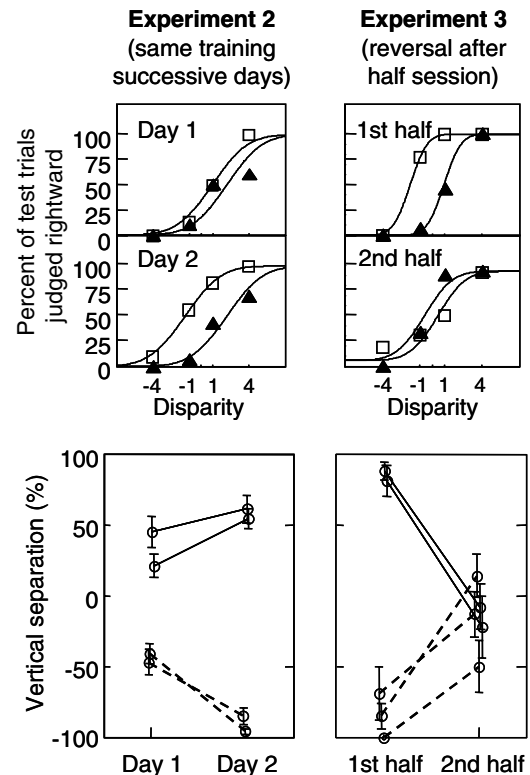 Experiment 2
(same training
successive days)
Experiment 3
(reversal after
half session)
Percent of test trials
judged rightward
100
75
50
25
0
Day 1
1st half
100
75
50
25
0
Day 2
2nd half
-4 -1 1 4
Disparity
-4 -1 1 4
Disparity
Vertical separation (%)
100
50
0
-50
-100
Day 1 Day 2
1st half 2nd half